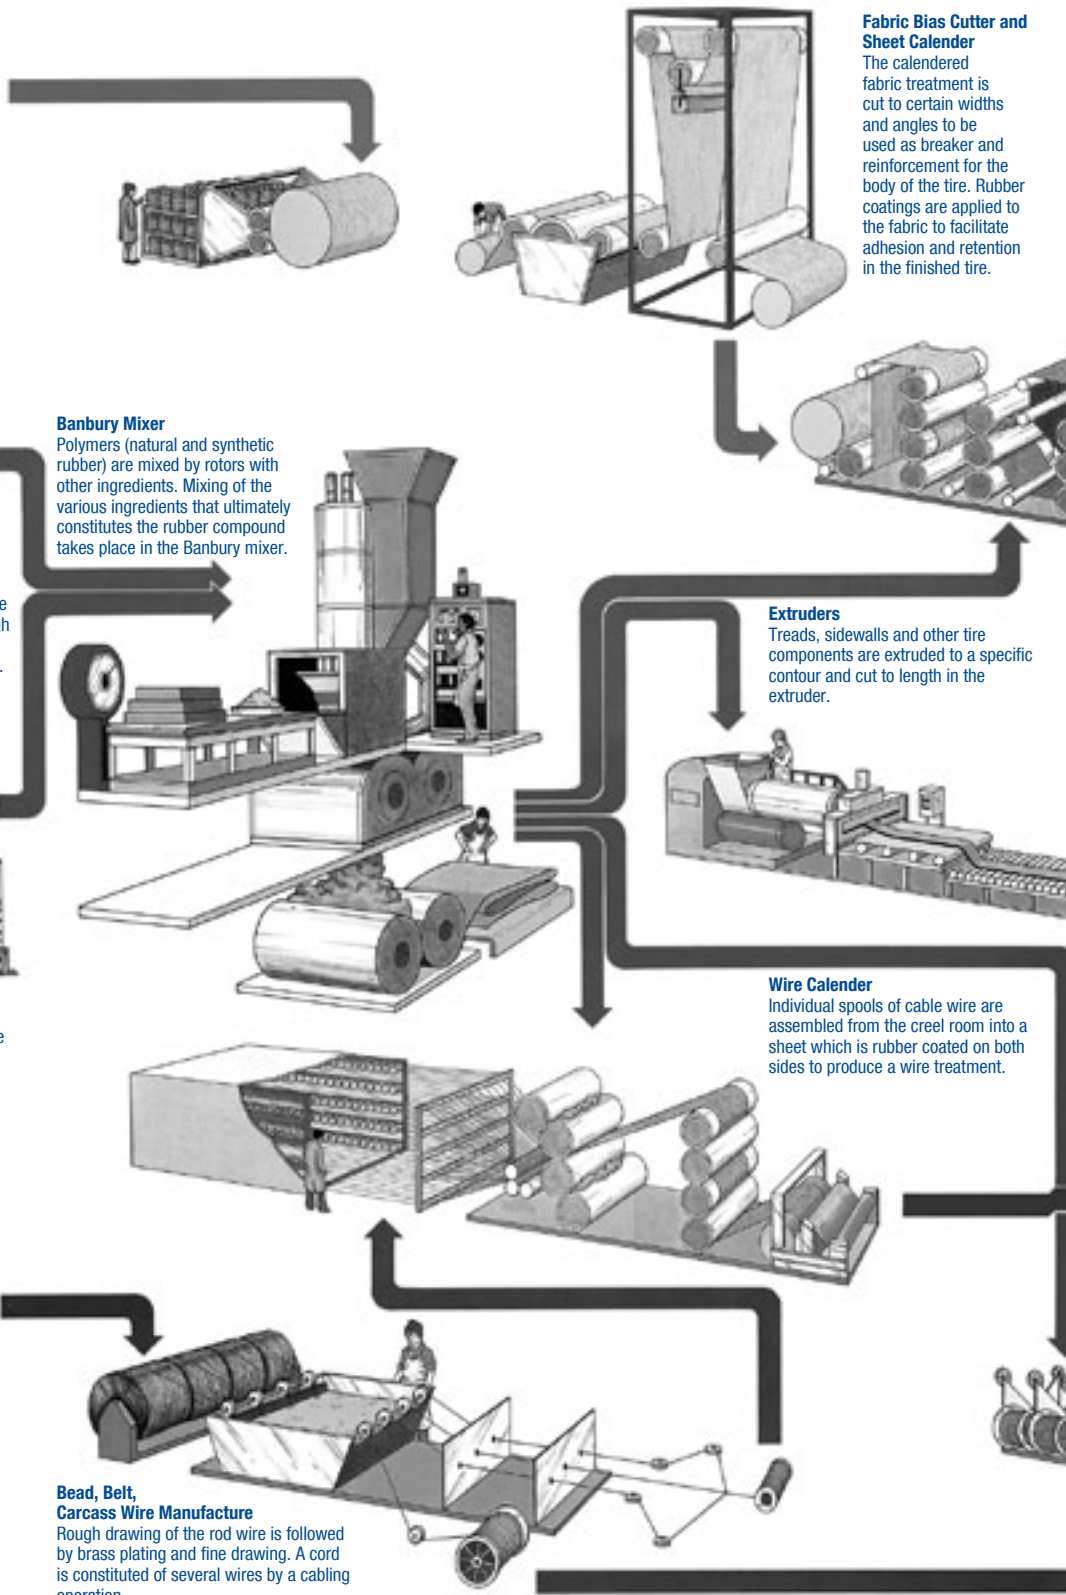 Fabric Bias Cutter and
Sheet Calender
The calendered
fabric treatment is
cut to certain widths
and angles to be
used as breaker and
reinforcement for the
body of the tire. Rubber
coatings are applied to
the fabric to facilitate
adhesion and retention
in the finished tire.
Banbury Mixer
Polymers (natural and synthetic
rubber) are mixed by rotors with
other ingredients. Mixing of the
various ingredients that ultimately
constitutes the rubber compound
takes place in the Banbury mixer.
Extruders
Treads, sidewalls and other tire
components are extruded to a specific
contour and cut to length in the
extruder.
Wire Calender
Individual spools of cable wire are
assembled from the creel room into a
sheet which is rubber coated on both
sides to produce a wire treatment.
Bead, Belt,
Carcass Wire Manufacture
Rough drawing of the rod wire is followed
by brass plating and fine drawing. A cord
is constituted of several wires by a cabling
operation.